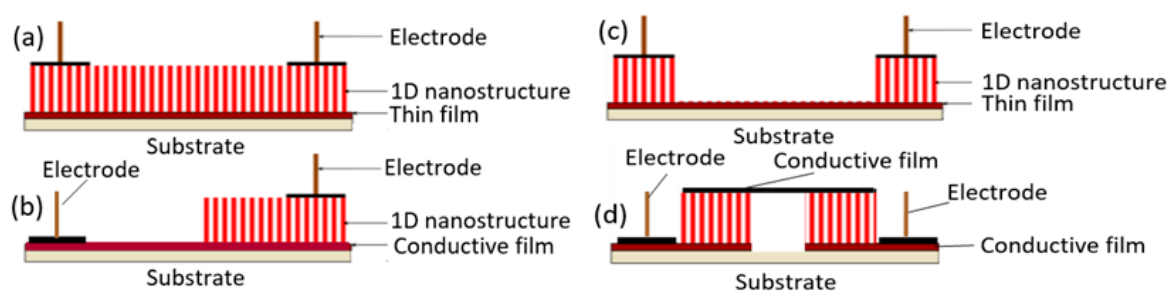 (a)
Electrode
1D nanostructure
Thin film
Substrate
(b)
Electrode
Electrode
1D nanostructure
Conductive film
Substrate
(c)
Electrode
1D nanostructure
Thin film
Substrate
(d)
Electrode
Conductive film
Electrode
Conductive film
Substrate